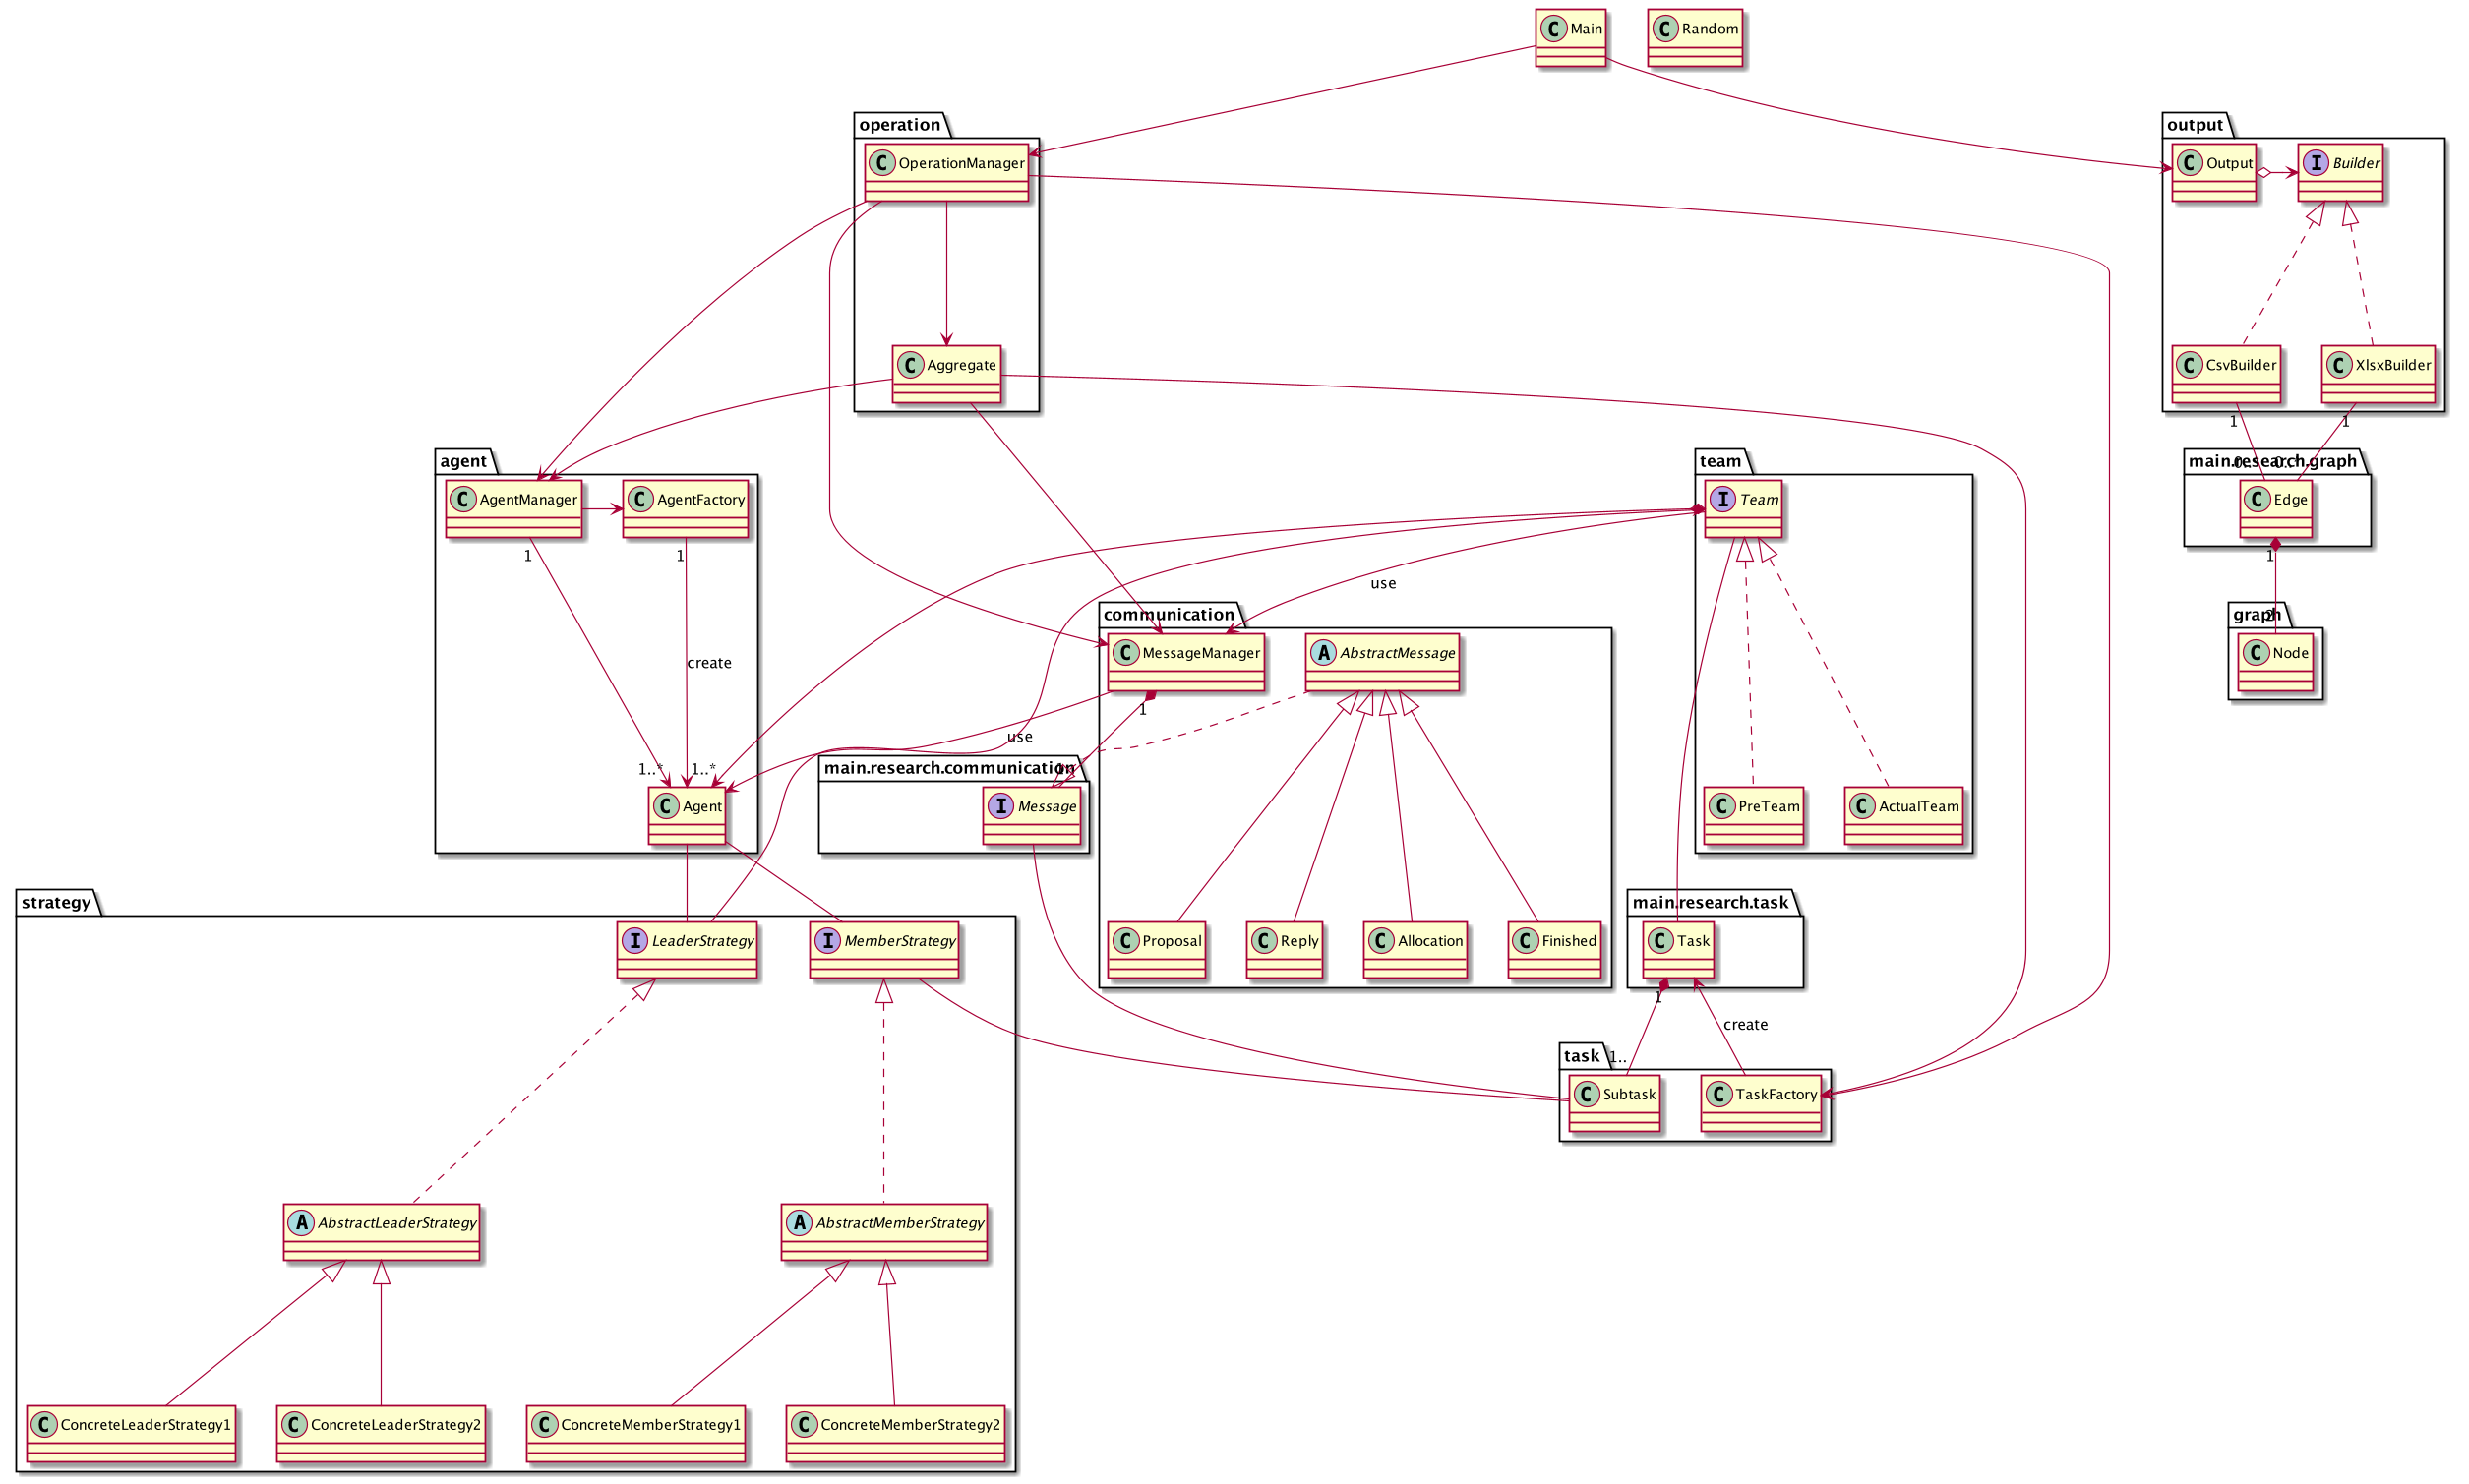 C Main
C Random
operation
C OperationManager
output
C Output
I Builder
C Aggregate
C CsvBuilder
C XlsxBuilder
1
1
agent
C AgentManager
C AgentFactory
team
I Team
main.research.graph
0..
0..
C Edge
1
1
1
use
communication
C MessageManager
A AbstractMessage
graph
2
C Node
create
1
use
1..*
1..*
main.research.communication
C Agent
I Message
C PreTeam
C ActualTeam
strategy
I LeaderStrategy
I MemberStrategy
C Proposal
C Reply
C Allocation
C Finished
main.research.task
C Task
1
create
1..
task
C Subtask
C TaskFactory
A AbstractLeaderStrategy
A AbstractMemberStrategy
C ConcreteLeaderStrategy1
C ConcreteLeaderStrategy2
C ConcreteMemberStrategy1
C ConcreteMemberStrategy2